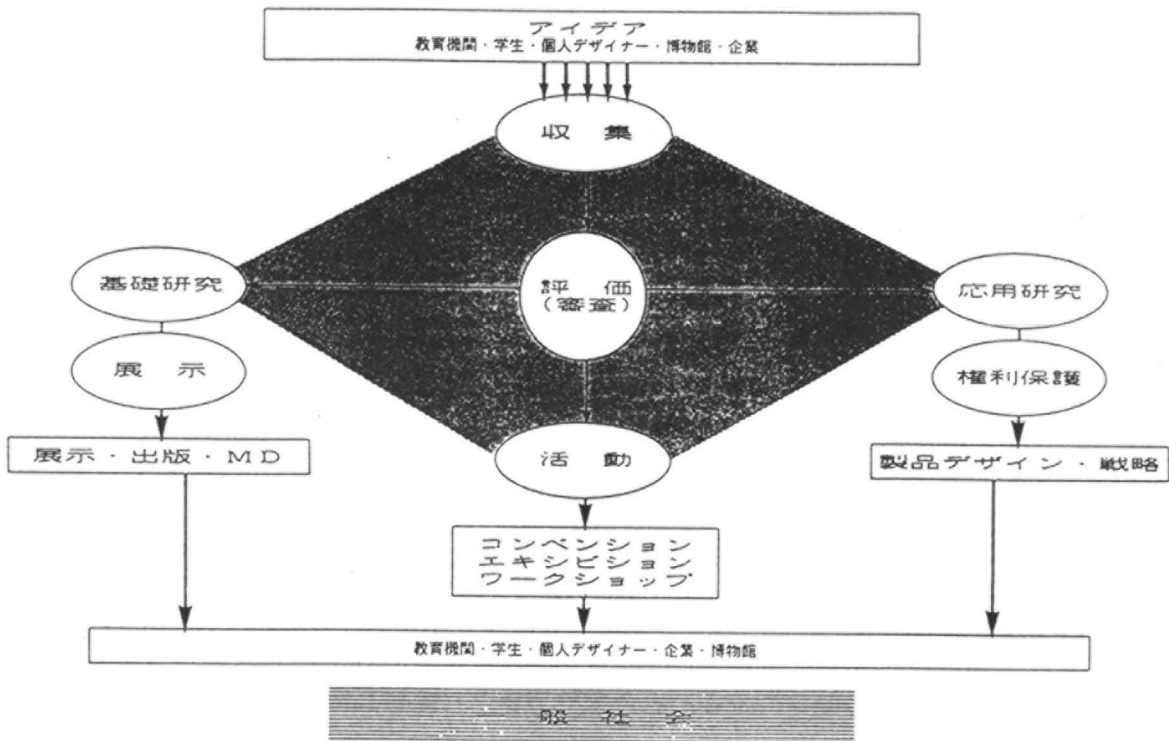 アイデア
教育機関・学生・個人デザイナー・博物館・企業
収 集
基礎研究
評 価
(審査)
応用研究
展 示
権利保護
展示・出版・MD
活 動
製品デザイン・戦略
コンベンション
エキシビション
ワークショップ
教育機関・学生・個人デザイナー・企業・博物館
一般 社 会